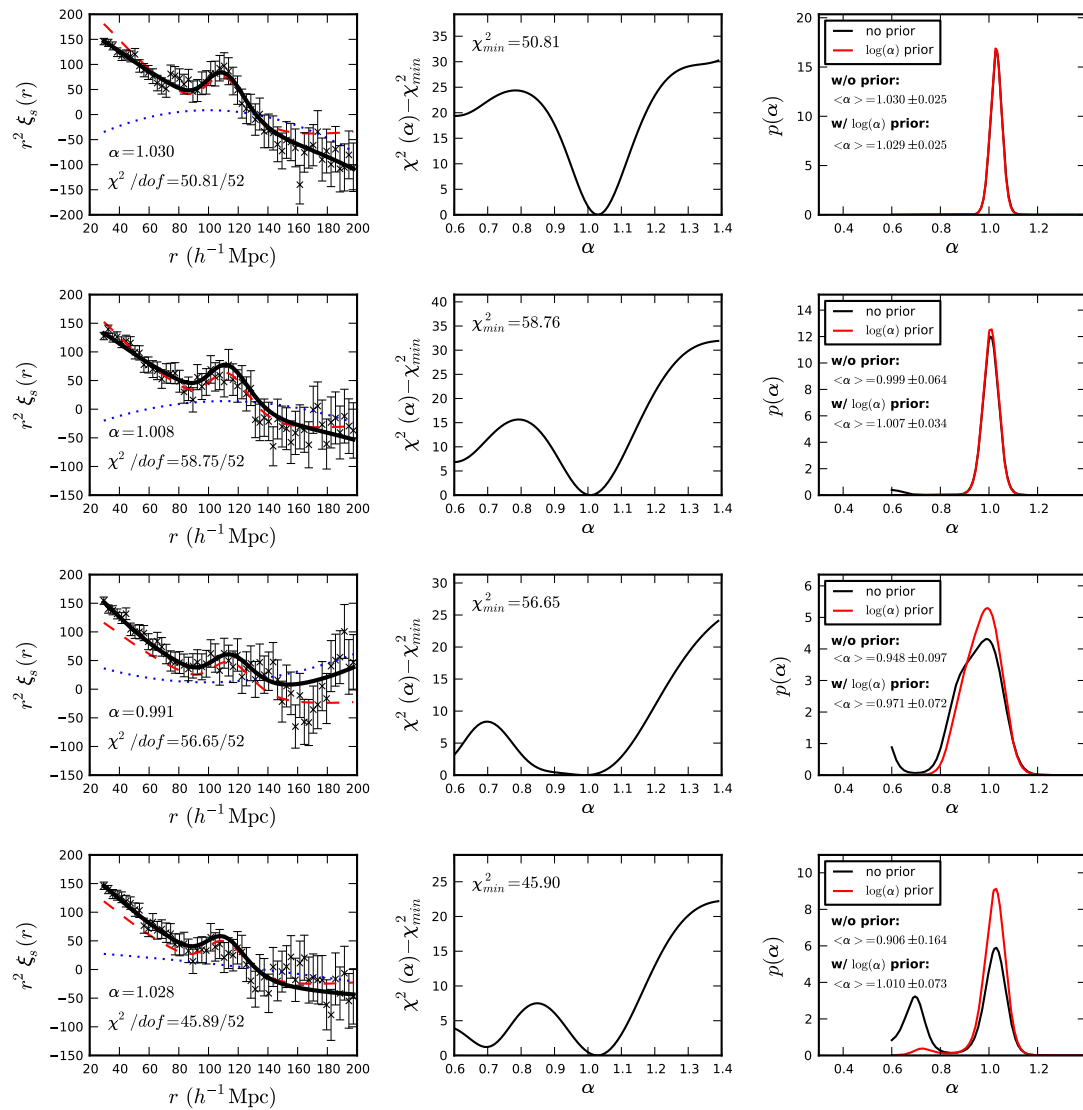 200
150
100
50
0
−50
−100
−150
−200
r² ξₛ(r)
α=1.030
χ²/dof=50.81/52
20 40 60 80 100 120 140 160 180 200
r (h⁻¹ Mpc)
35
30
25
20
15
10
5
0
χ²(α)−χ²min
χ²min=50.81
0.6 0.7 0.8 0.9 1.0 1.1 1.2 1.3 1.4
α
20
15
10
5
0
p(α)
no prior
log(α) prior
w/o prior:
<α>=1.030±0.025
w/ log(α) prior:
<α>=1.029±0.025
0.4 0.6 0.8 1.0 1.2
α
200
150
100
50
0
−50
−100
−150
r² ξₛ(r)
α=1.008
χ²/dof=58.75/52
20 40 60 80 100 120 140 160 180 200
r (h⁻¹ Mpc)
40
35
30
25
20
15
10
5
0
χ²(α)−χ²min
χ²min=58.76
0.6 0.7 0.8 0.9 1.0 1.1 1.2 1.3 1.4
α
14
12
10
8
6
4
2
0
p(α)
no prior
log(α) prior
w/o prior:
<α>=0.999±0.064
w/ log(α) prior:
<α>=1.007±0.034
0.4 0.6 0.8 1.0 1.2
α
200
150
100
50
0
−50
−100
−150
r² ξₛ(r)
α=0.991
χ²/dof=56.65/52
20 40 60 80 100 120 140 160 180 200
r (h⁻¹ Mpc)
30
25
20
15
10
5
0
χ²(α)−χ²min
χ²min=56.65
0.6 0.7 0.8 0.9 1.0 1.1 1.2 1.3 1.4
α
6
5
4
3
2
1
0
p(α)
no prior
log(α) prior
w/o prior:
<α>=0.948±0.097
w/ log(α) prior:
<α>=0.971±0.072
0.4 0.6 0.8 1.0 1.2
α
200
150
100
50
0
−50
−100
−150
r² ξₛ(r)
α=1.028
χ²/dof=45.89/52
20 40 60 80 100 120 140 160 180 200
r (h⁻¹ Mpc)
25
20
15
10
5
0
χ²(α)−χ²min
χ²min=45.90
0.6 0.7 0.8 0.9 1.0 1.1 1.2 1.3 1.4
α
10
8
6
4
2
0
p(α)
no prior
log(α) prior
w/o prior:
<α>=0.906±0.164
w/ log(α) prior:
<α>=1.010±0.073
0.4 0.6 0.8 1.0 1.2
α